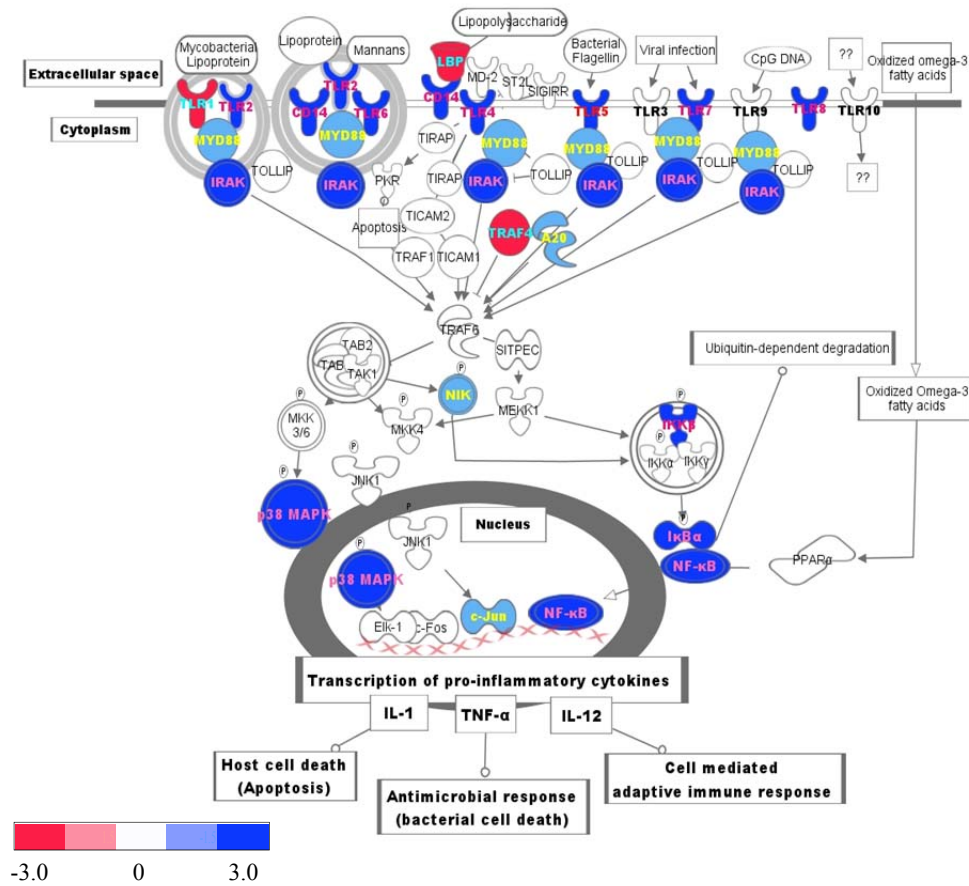 Lipopolysaccharide
Mycobacterial
Lipoprotein
Lipoprotein
Mannans
LBP
MD-2
ST2L
SIGIRR
Bacterial
Flagellin
Viral infection
CpG DNA
??
Oxidized omega-3
fatty acids
Extracellular space
TLR1
TLR2
TLR2
CD14
TLR6
CD14
TLR4
TLR5
TLR3
TLR7
TLR9
TLR8
TLR10
Cytoplasm
MYD88
MYD88
TIRAP
MYD88
MYD88
MYD88
MYD88
IRAK
TOLLIP
IRAK
PKR
TIRAP
IRAK
TOLLIP
IRAK
TOLLIP
IRAK
TOLLIP
IRAK
TOLLIP
??
Apoptosis
TICAM2
TRAF1
TICAM1
TRAF4
A20
TRAF6
TAB2
TAB
TAK1
SITPEC
Ubiquitin-dependent degradation
P
NIK
MEKK1
Oxidized Omega-3
fatty acids
P
MKK
3/6
P
MKK4
P
IKKβ
P
IKKα
IKKγ
P
JNK1
P
p38 MAPK
P
IκBα
NF-κB
PPARα
Nucleus
P
JNK1
P
p38 MAPK
Elk-1
c-Fos
c-Jun
NF-κB
Transcription of pro-inflammatory cytokines
IL-1
TNF-α
IL-12
Host cell death
(Apoptosis)
Antimicrobial response
(bacterial cell death)
Cell mediated
adaptive immune response
-3.0
0
3.0